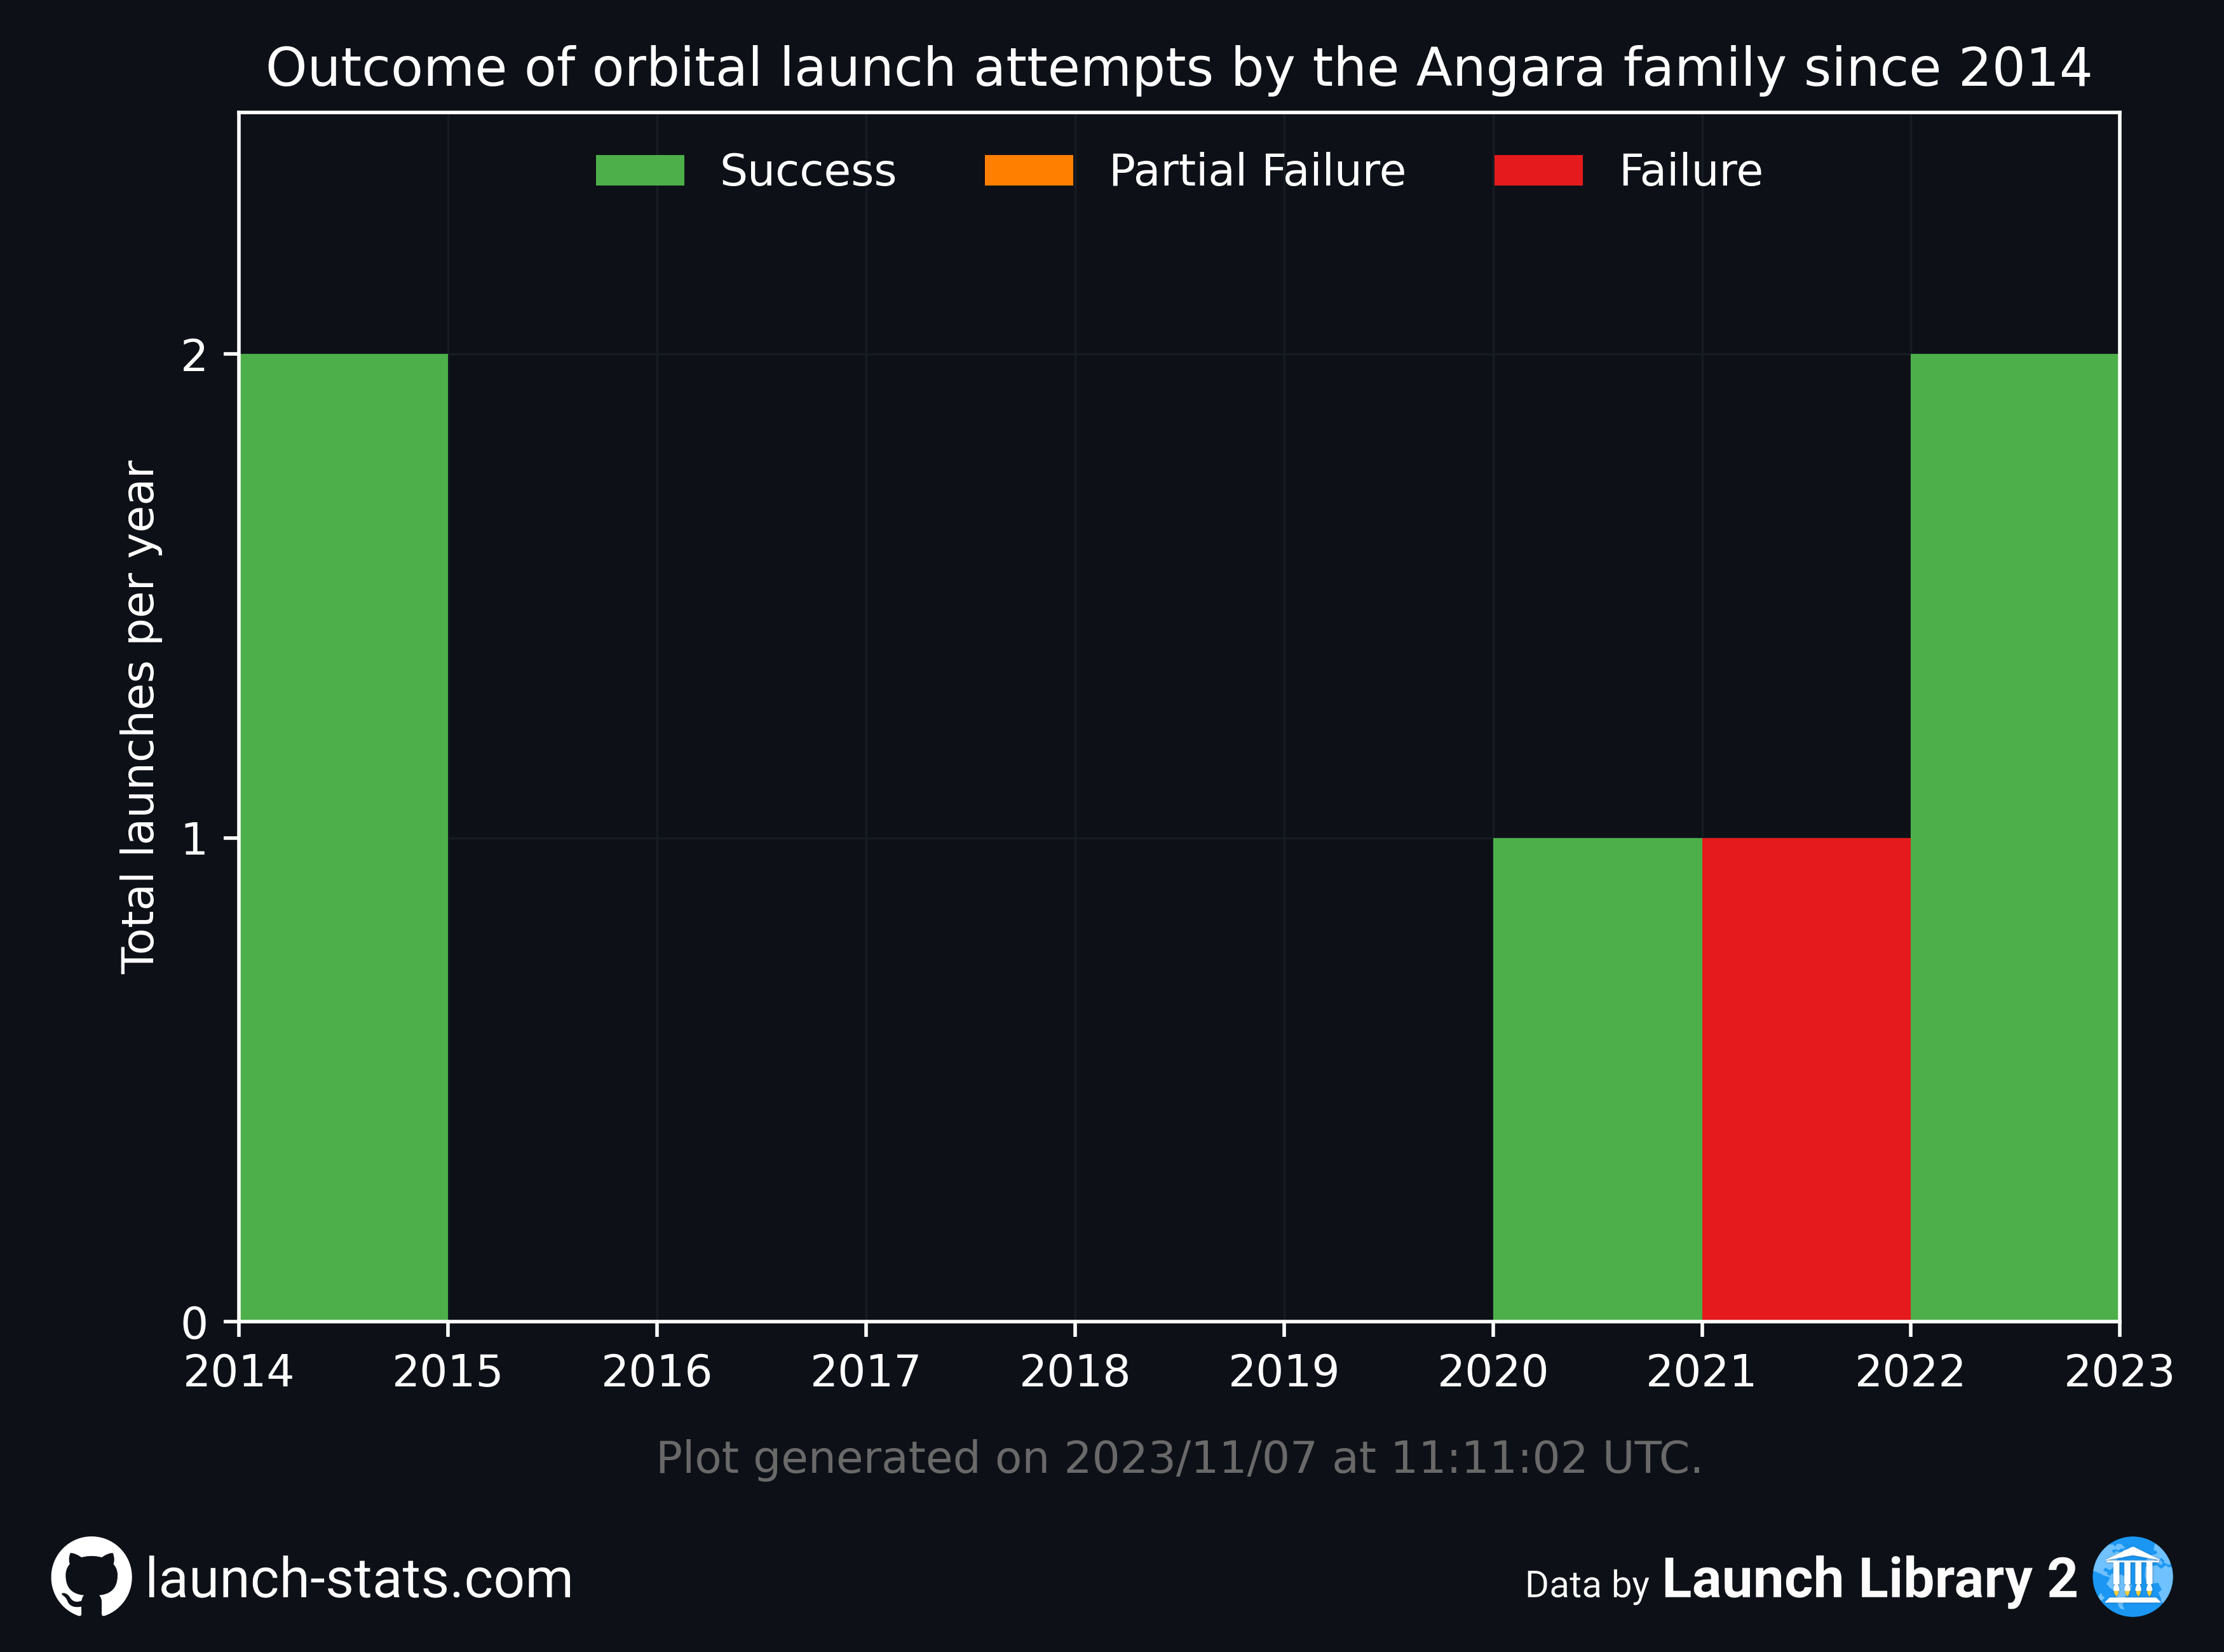 Outcome of orbital launch attempts by the Angara family since 2014
Success Partial Failure Failure
Total launches per year
2
1
0
2014 2015 2016 2017 2018 2019 2020 2021 2022 2023
Plot generated on 2023/11/07 at 11:11:02 UTC.
launch-stats.com
Data by Launch Library 2